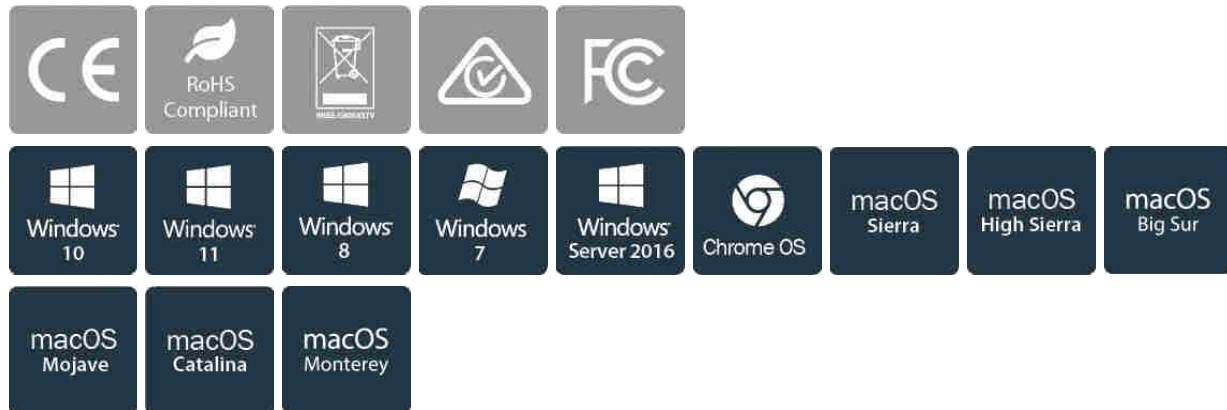 CE
RoHS
Compliant
FC
Windows
10
Windows
11
Windows
8
Windows
7
Windows
Server 2016
Chrome OS
macOS
Sierra
macOS
High Sierra
macOS
Big Sur
macOS
Mojave
macOS
Catalina
macOS
Monterey